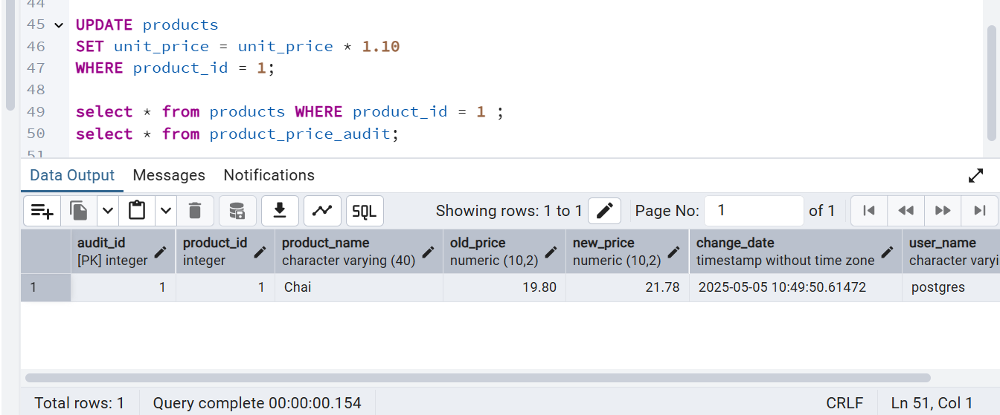 44
45 UPDATE products
46 SET unit_price = unit_price * 1.10
47 WHERE product_id = 1;
48
49 select * from products WHERE product_id = 1 ;
50 select * from product_price_audit;
51
Data Output Messages Notifications
SQL Showing rows: 1 to 1 Page No: 1 of 1
audit_id product_id product_name old_price new_price change_date user_name
[PK] integer integer character varying (40) numeric (10,2) numeric (10,2) timestamp without time zone character varyi
1 1 1 Chai 19.80 21.78 2025-05-05 10:49:50.61472 postgres
Total rows: 1 Query complete 00:00:00.154 CRLF Ln 51, Col 1